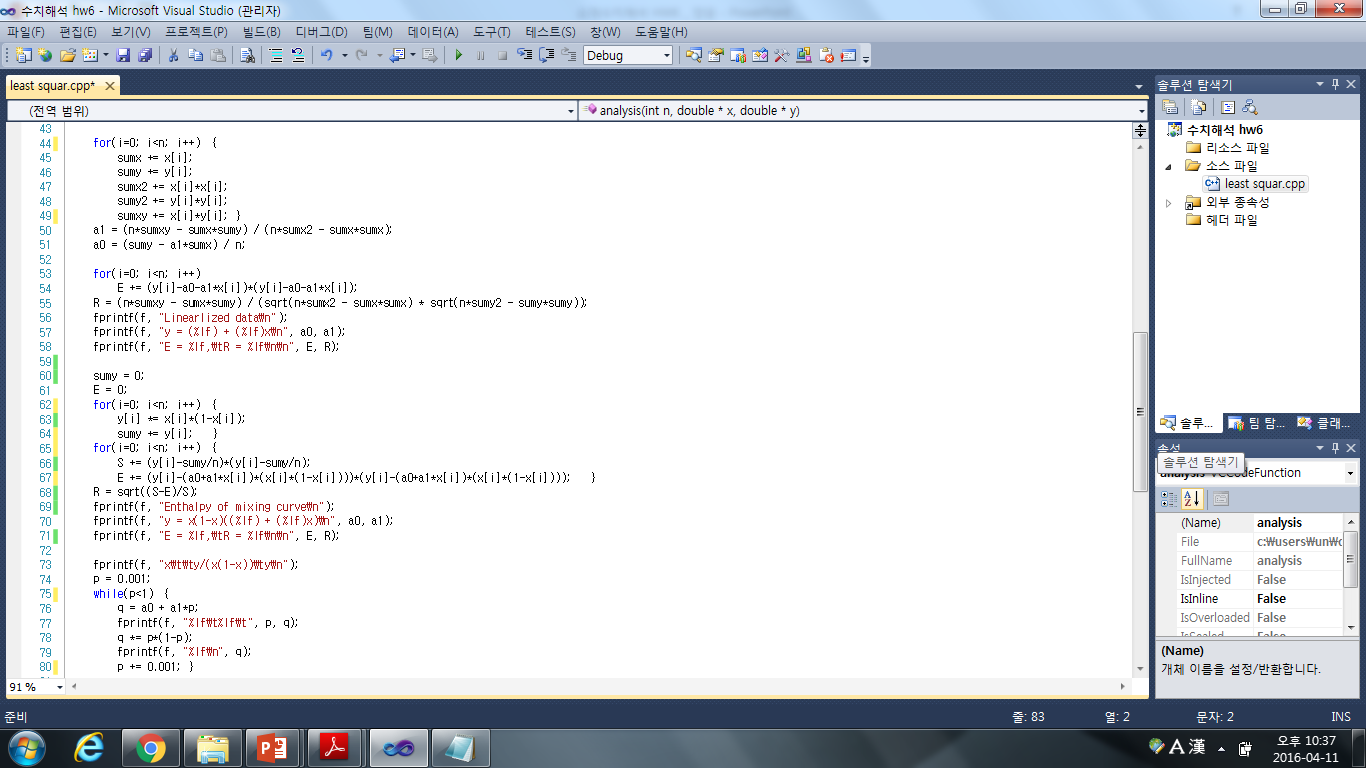 수치해석 hw6 - Microsoft Visual Studio (관리자)
파일(F) 편집(E) 보기(V) 프로젝트(P) 빌드(B) 디버그(D) 팀(M) 데이터(A) 도구(T) 테스트(S) 창(W) 도움말(H)
Debug
least squar.cpp*
(전역 범위) analysis(int n, double * x, double * y)
43
44 for(i=0; i<n; i++) {
45 sumx += x[i];
46 sumy += y[i];
47 sumx2 += x[i]*x[i];
48 sumy2 += y[i]*y[i];
49 sumxy += x[i]*y[i]; }
50 a1 = (n*sumxy - sumx*sumy) / (n*sumx2 - sumx*sumx);
51 a0 = (sumy - a1*sumx) / n;
52
53 for(i=0; i<n; i++)
54 E += (y[i]-a0-a1*x[i])*(y[i]-a0-a1*x[i]);
55 R = (n*sumxy - sumx*sumy) / (sqrt(n*sumx2 - sumx*sumx) * sqrt(n*sumy2 - sumy*sumy));
56 fprintf(f, "Linearlized data₩n");
57 fprintf(f, "y = (%lf) + (%lf)x₩n", a0, a1);
58 fprintf(f, "E = %lf,₩tR = %lf₩n₩n", E, R);
59
60 sumy = 0;
61 E = 0;
62 for(i=0; i<n; i++) {
63 y[i] *= x[i]*(1-x[i]);
64 sumy += y[i]; }
65 for(i=0; i<n; i++) {
66 S += (y[i]-sumy/n)*(y[i]-sumy/n);
67 E += (y[i]-(a0+a1*x[i])*(x[i]*(1-x[i])))*(y[i]-(a0+a1*x[i])*(x[i]*(1-x[i]))); }
68 R = sqrt((S-E)/S);
69 fprintf(f, "Enthalpy of mixing curve₩n");
70 fprintf(f, "y = x(1-x)((%lf) + (%lf)x)₩n", a0, a1);
71 fprintf(f, "E = %lf,₩tR = %lf₩n₩n", E, R);
72
73 fprintf(f, "x₩t₩ty/(x(1-x))₩ty₩n");
74 p = 0.001;
75 while(p<1) {
76 q = a0 + a1*p;
77 fprintf(f, "%lf₩t%lf₩t", p, q);
78 q *= p*(1-p);
79 fprintf(f, "%lf₩n", q);
80 p += 0.001; }
91 %
솔루션 탐색기
수치해석 hw6
리소스 파일
소스 파일
least squar.cpp
외부 종속성
헤더 파일
솔루... 팀 탐... 클래...
속성
솔루션 탐색기
analysis VCCodeFunction
(Name) analysis
File c:₩users₩un₩c
FullName analysis
IsInjected False
IsInline False
IsOverloaded False
IsSealed False
(Name)
개체 이름을 설정/반환합니다.
준비 줄: 83 열: 2 문자: 2 INS
A 漢
오후 10:37
2016-04-11